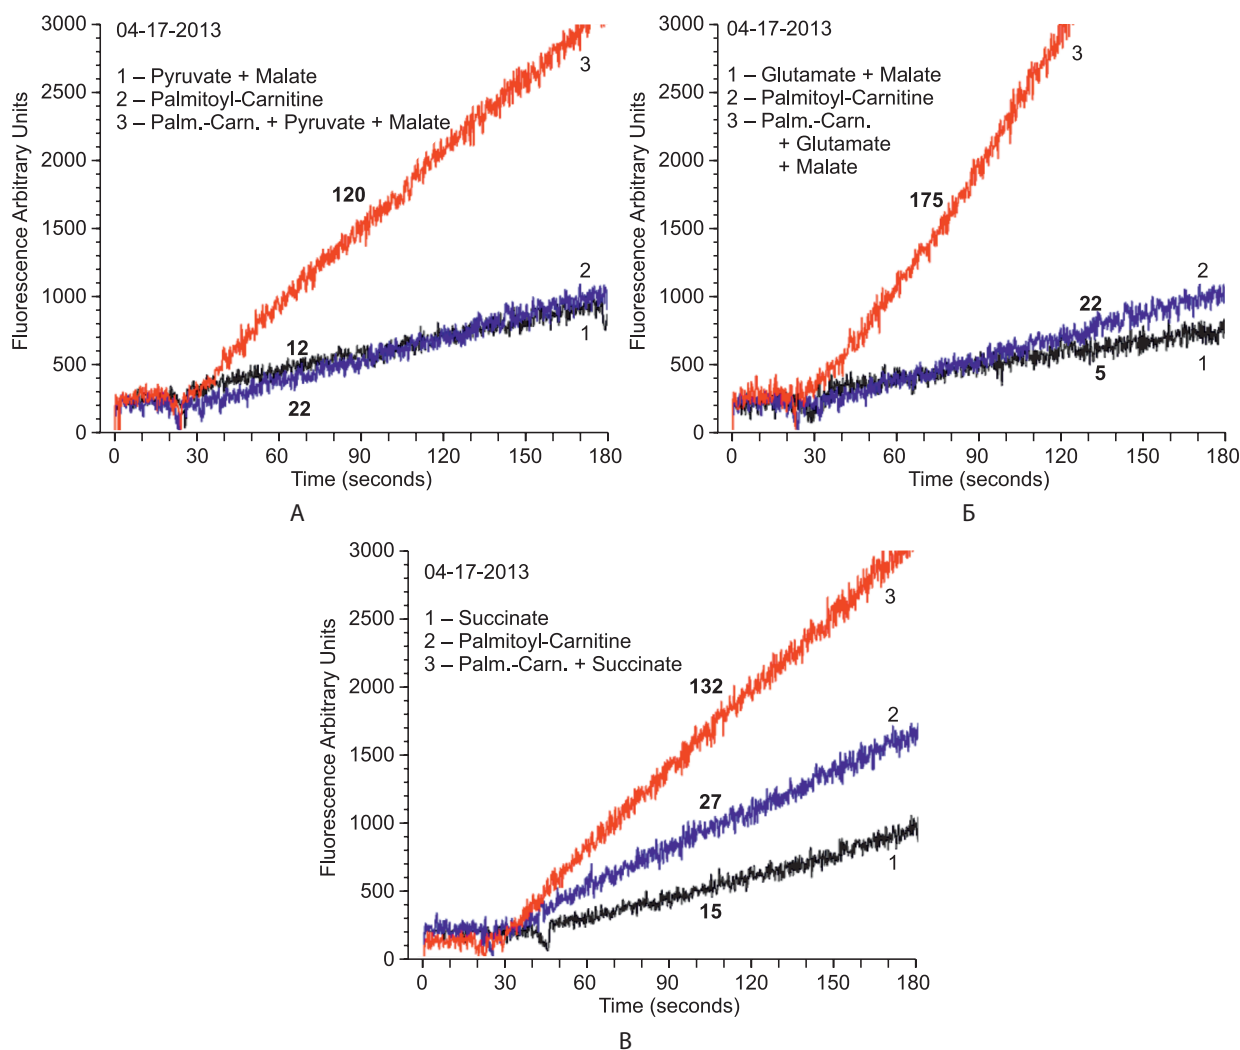 3000
2500
2000
1500
1000
500
0
Fluorescence Arbitrary Units
04-17-2013
1 – Pyruvate + Malate
2 – Palmitoyl-Carnitine
3 – Palm.-Carn. + Pyruvate + Malate
3
120
2
12
1
22
0 30 60 90 120 150 180
Time (seconds)
А
3000
2500
2000
1500
1000
500
0
Fluorescence Arbitrary Units
04-17-2013
1 – Glutamate + Malate
2 – Palmitoyl-Carnitine
3 – Palm.-Carn.
+ Glutamate
+ Malate
3
175
2
22
5
1
0 30 60 90 120 150 180
Time (seconds)
Б
3000
2500
2000
1500
1000
500
0
Fluorescence Arbitrary Units
04-17-2013
1 – Succinate
2 – Palmitoyl-Carnitine
3 – Palm.-Carn. + Succinate
3
132
2
27
1
15
0 30 60 90 120 150 180
Time (seconds)
В